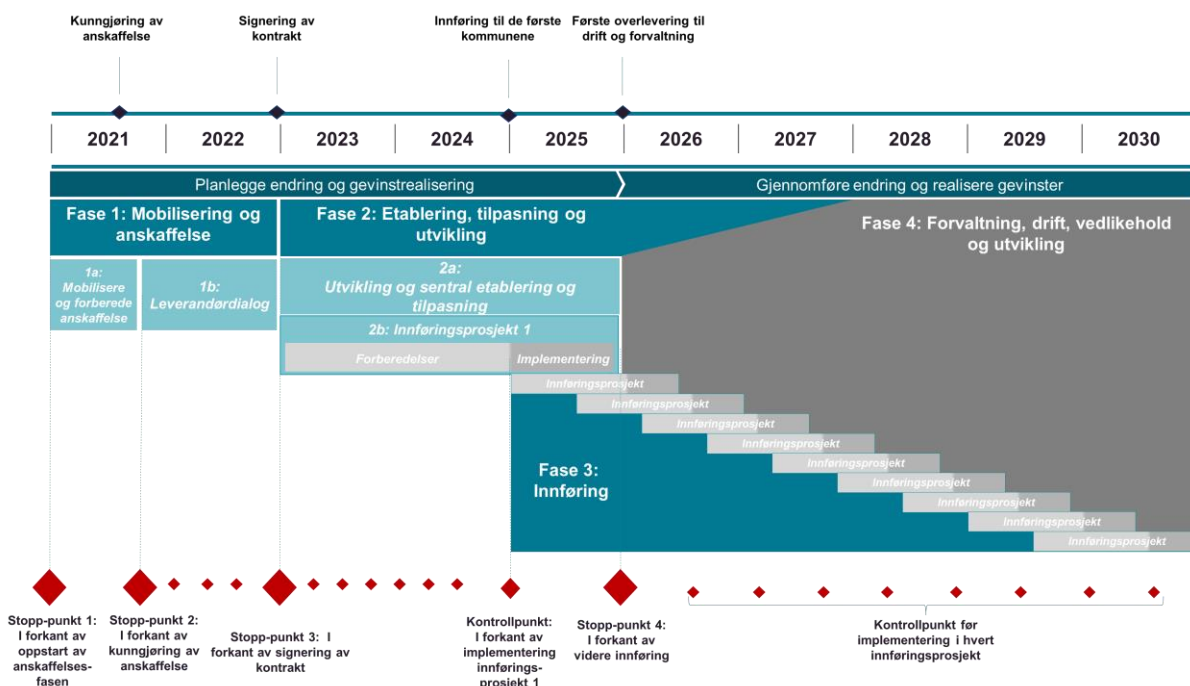 Kunngjøring av
anskaffelse
Signering av
kontrakt
Innføring til de første
kommunene
Første overlevering til
drift og forvaltning
2021
2022
2023
2024
2025
2026
2027
2028
2029
2030
Planlegge endring og gevinstrealisering
Gjennomføre endring og realisere gevinster
Fase 1: Mobilisering og
anskaffelse
Fase 2: Etablering, tilpasning og
utvikling
Fase 4: Forvaltning, drift, vedlikehold
og utvikling
1a:
Mobilisere
og forberede
anskaffelse
1b:
Leverandørdialog
2a:
Utvikling og sentral etablering og
tilpasning
2b: Innføringsprosjekt 1
Forberedelser
Implementering
Innføringsprosjekt
Innføringsprosjekt
Innføringsprosjekt
Innføringsprosjekt
Innføringsprosjekt
Innføringsprosjekt
Innføringsprosjekt
Innføringsprosjekt
Innføringsprosjekt
Fase 3:
Innføring
Stopp-punkt 1:
I forkant av
oppstart av
anskaffelses-
fasen
Stopp-punkt 2:
I forkant av
kunngjøring av
anskaffelse
Stopp-punkt 3: I
forkant av signering av
kontrakt
Kontrollpunkt:
I forkant av
implementering
innførings-
prosjekt 1
Stopp-punkt 4:
I forkant av
videre innføring
Kontrollpunkt før
implementering i hvert
innføringsprosjekt